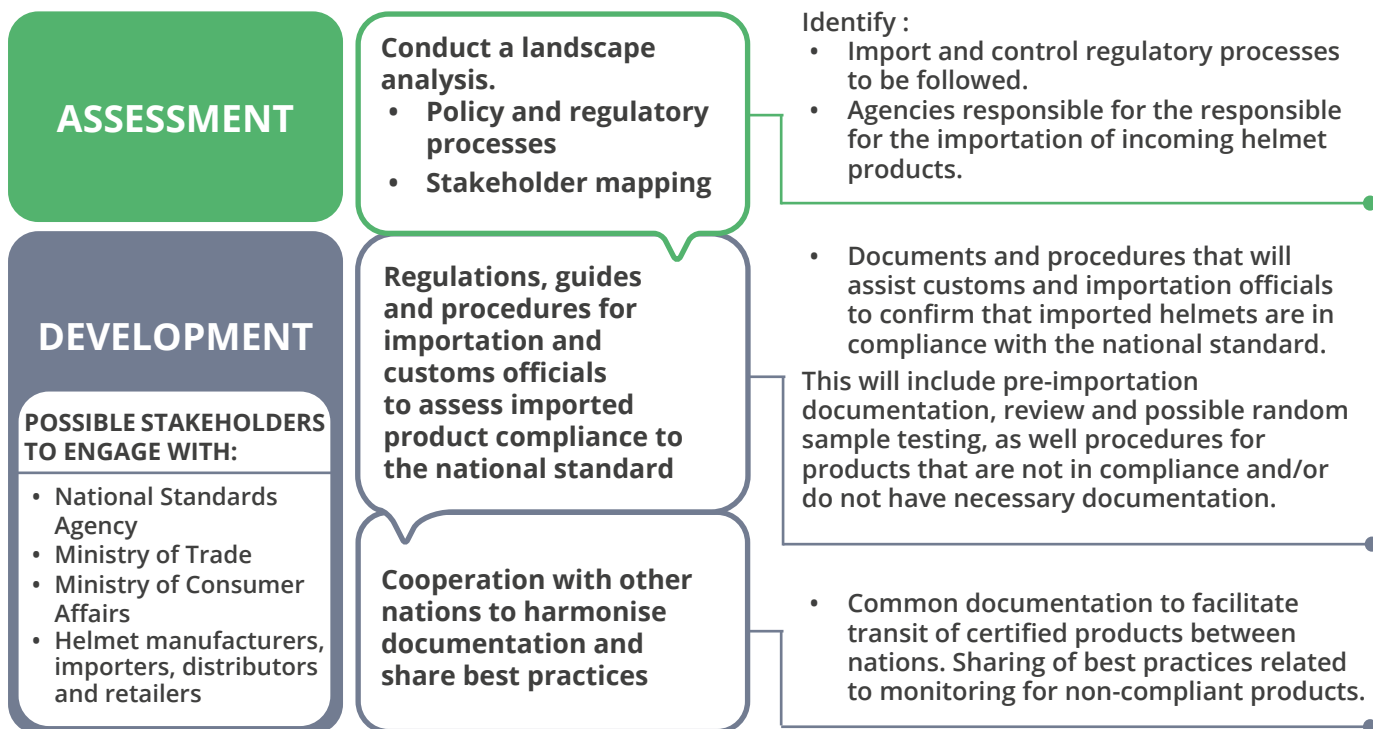 ASSESSMENT
Conduct a landscape
analysis.
• Policy and regulatory
processes
• Stakeholder mapping
Identify :
• Import and control regulatory processes
to be followed.
• Agencies responsible for the responsible
for the importation of incoming helmet
products.
DEVELOPMENT
POSSIBLE STAKEHOLDERS
TO ENGAGE WITH:
• National Standards
Agency
• Ministry of Trade
• Ministry of Consumer
Affairs
• Helmet manufacturers,
importers, distributors
and retailers
Regulations, guides
and procedures for
importation and
customs officials
to assess imported
product compliance to
the national standard
• Documents and procedures that will
assist customs and importation officials
to confirm that imported helmets are in
compliance with the national standard.
This will include pre-importation
documentation, review and possible random
sample testing, as well procedures for
products that are not in compliance and/or
do not have necessary documentation.
Cooperation with other
nations to harmonise
documentation and
share best practices
• Common documentation to facilitate
transit of certified products between
nations. Sharing of best practices related
to monitoring for non-compliant products.